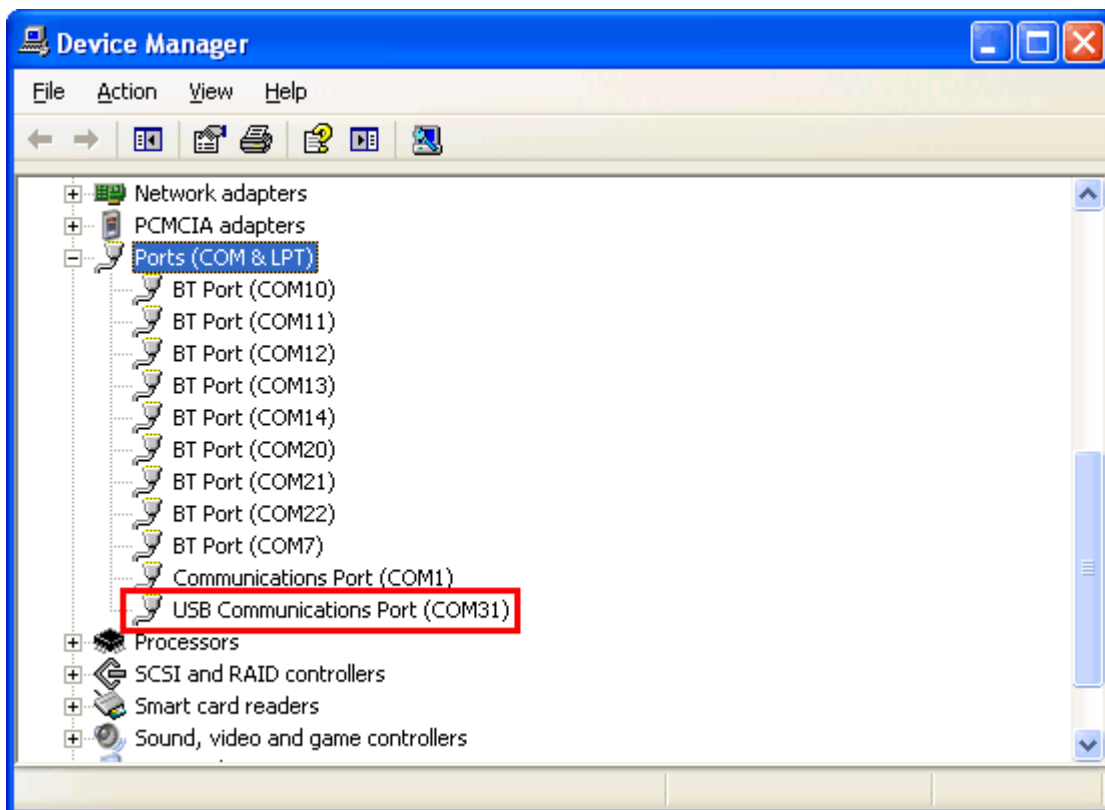 Device Manager
File Action View Help
Network adapters
PCMCIA adapters
Ports (COM & LPT)
BT Port (COM10)
BT Port (COM11)
BT Port (COM12)
BT Port (COM13)
BT Port (COM14)
BT Port (COM20)
BT Port (COM21)
BT Port (COM22)
BT Port (COM7)
Communications Port (COM1)
USB Communications Port (COM31)
Processors
SCSI and RAID controllers
Smart card readers
Sound, video and game controllers